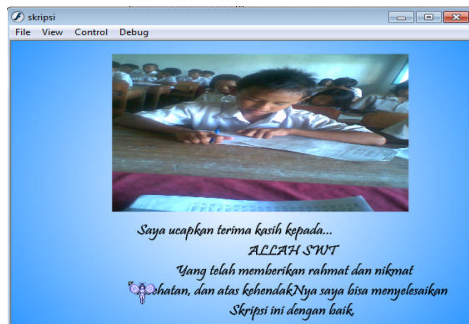 skripsi
File View Control Debug
Saya ucapkan terima kasih kepada...
ALLAH SWT
Yang telah memberikan rahmat dan nikmat
ehatan, dan atas kehendakNya saya bisa menyelesaikan
Skripsi ini dengan baik.